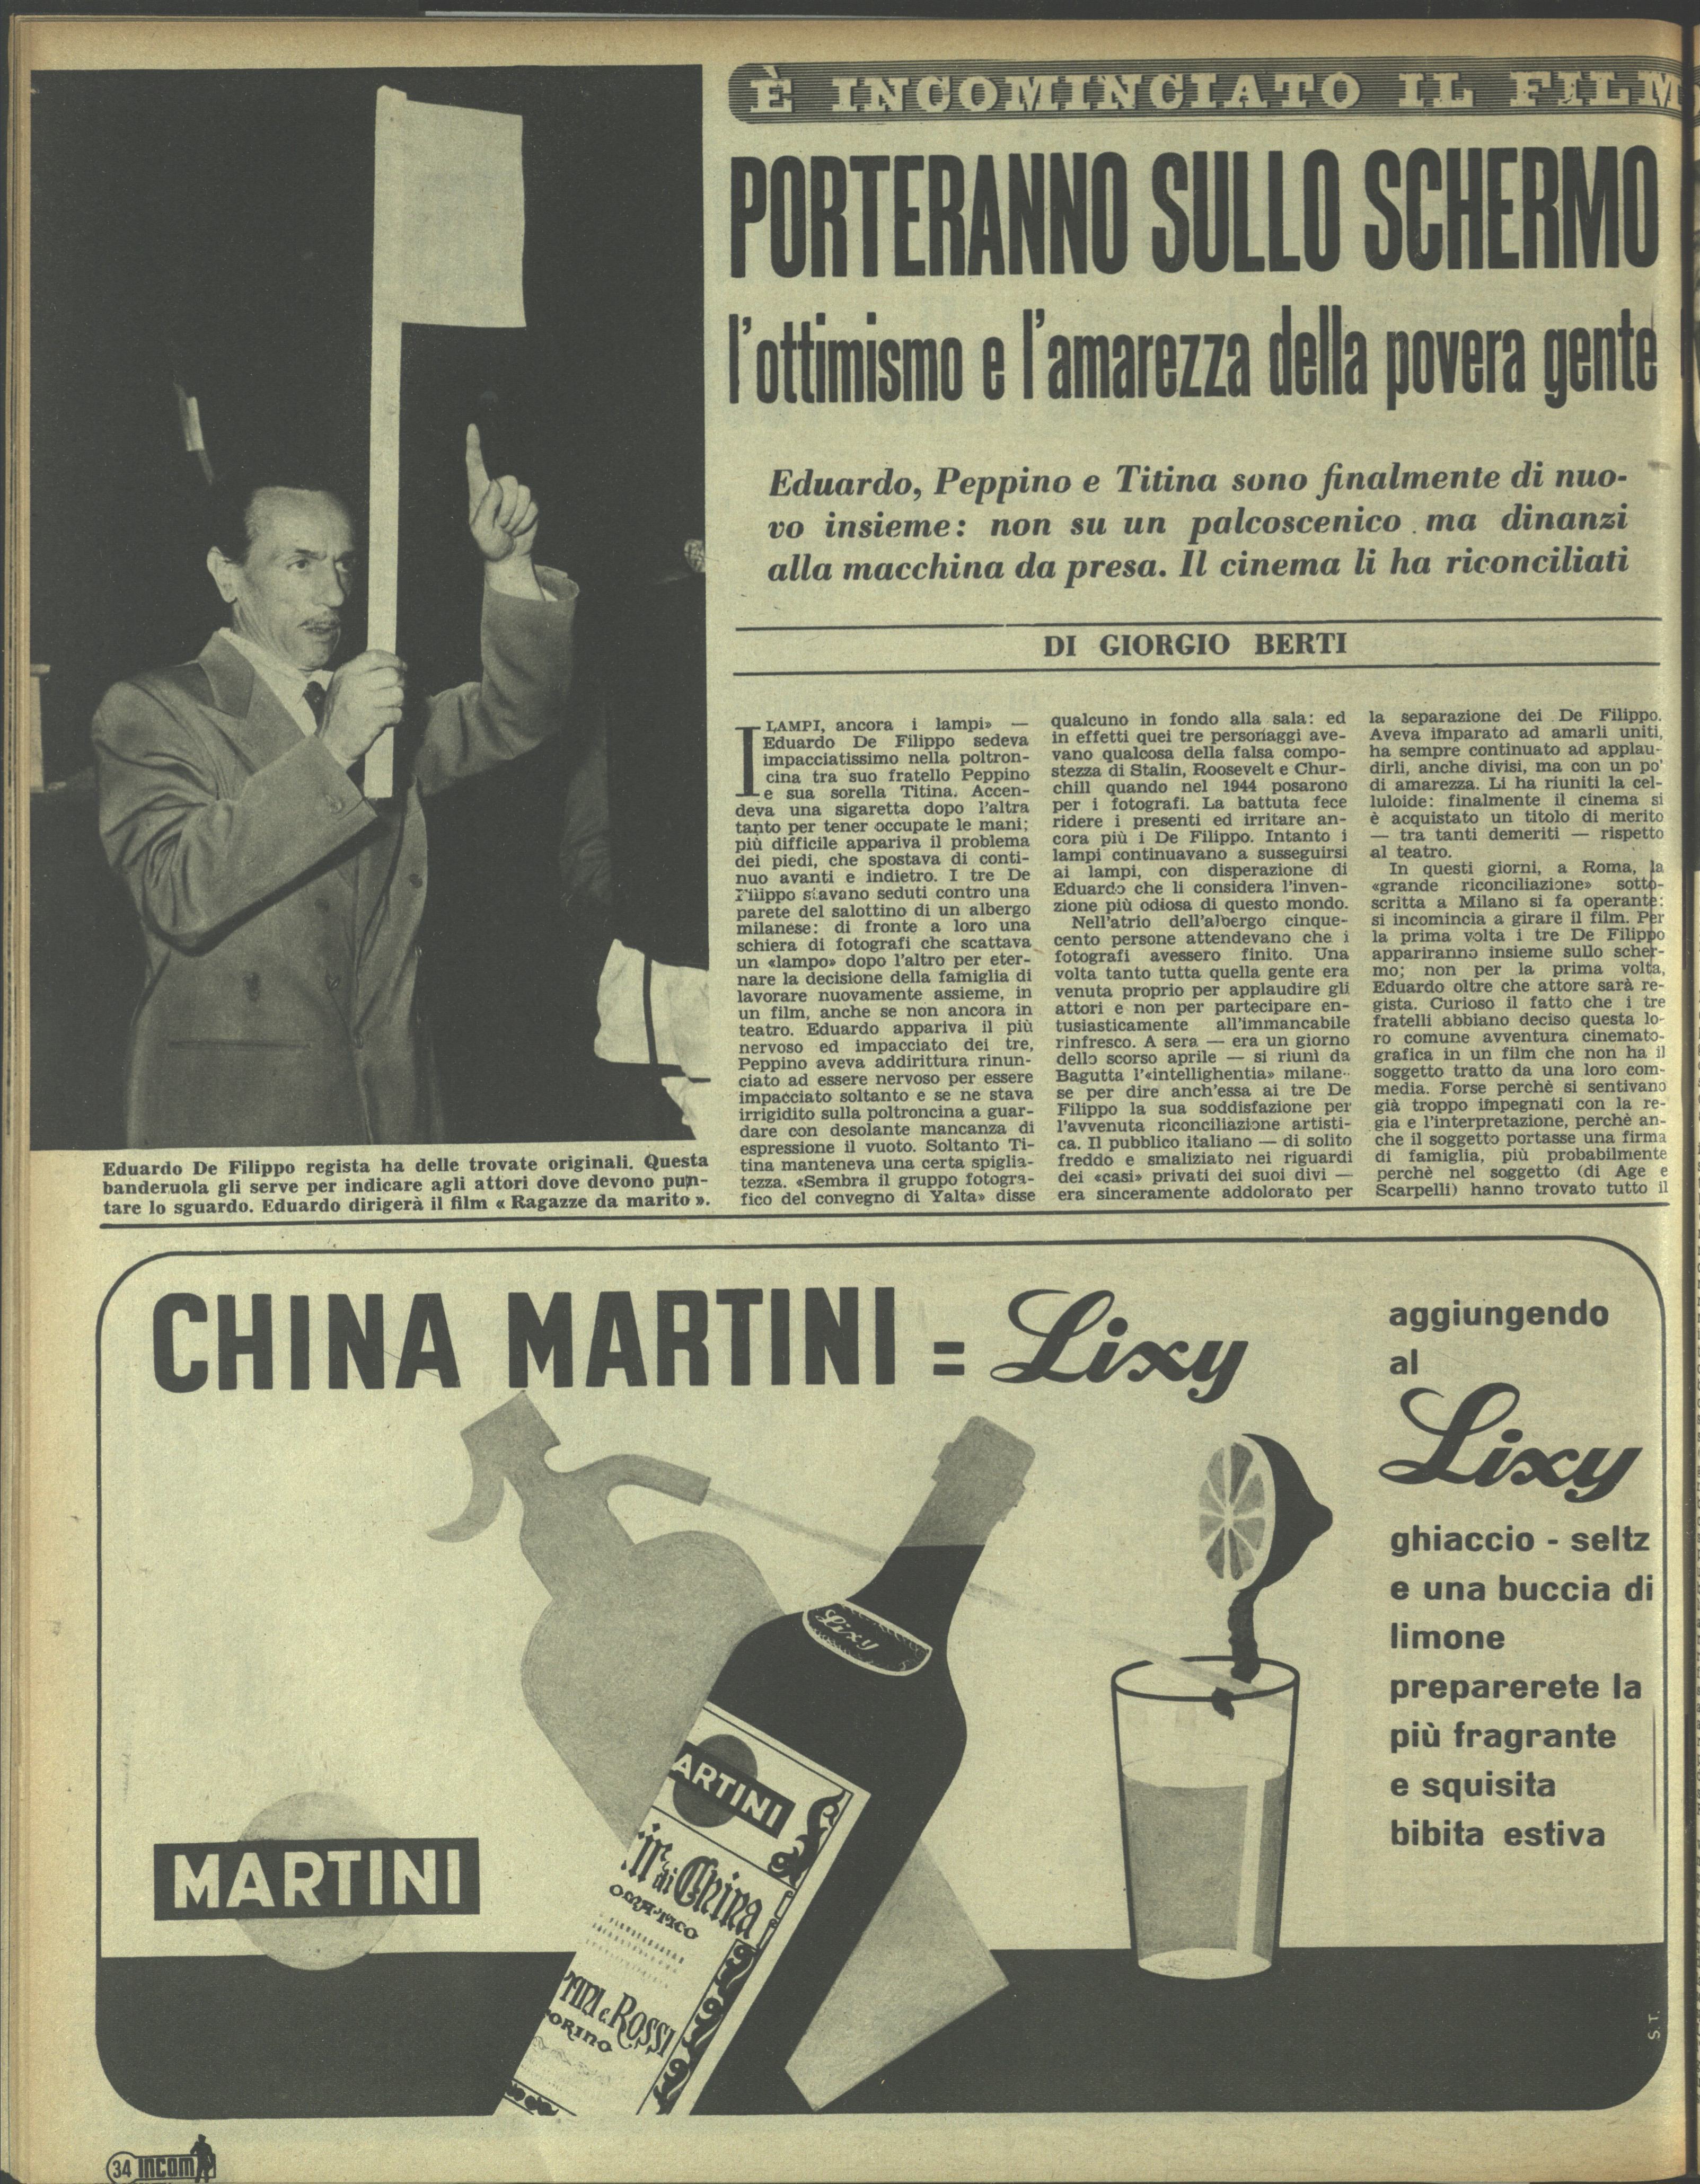 È INCOMINCIATO IL FILM
PORTERANNO SULLO SCHERMO
l'ottimismo e l'amarezza della povera gente
Eduardo, Peppino e Titina sono finalmente di nuo-
vo insieme: non su un palcoscenico ma dinanzi
alla macchina da presa. Il cinema li ha riconciliati
DI GIORGIO BERTI
I LAMPI, ancora i lampi» —
Eduardo De Filippo sedeva
impacciatissimo nella poltron-
cina tra suo fratello Peppino
e sua sorella Titina. Accen-
deva una sigaretta dopo l'altra
tanto per tener occupate le mani;
più difficile appariva il problema
dei piedi, che spostava di conti-
nuo avanti e indietro. I tre De
Filippo stavano seduti contro una
parete del salottino di un albergo
milanese: di fronte a loro una
schiera di fotografi che scattava
un «lampo» dopo l'altro per eter-
nare la decisione della famiglia di
lavorare nuovamente assieme, in
un film, anche se non ancora in
teatro. Eduardo appariva il più
nervoso ed impacciato dei tre,
Peppino aveva addirittura rinun-
ciato ad essere nervoso per essere
impacciato soltanto e se ne stava
irrigidito sulla poltroncina a guar-
dare con desolante mancanza di
espressione il vuoto. Soltanto Ti-
tina manteneva una certa spiglia-
tezza. «Sembra il gruppo fotogra-
fico del convegno di Yalta» disse
qualcuno in fondo alla sala: ed
in effetti quei tre personaggi ave-
vano qualcosa della falsa compo-
stezza di Stalin, Roosevelt e Chur-
chill quando nel 1944 posarono
per i fotografi. La battuta fece
ridere i presenti ed irritare an-
cora più i De Filippo. Intanto i
lampi continuavano a susseguirsi
ai lampi, con disperazione di
Eduardo che li considera l'inven-
zione più odiosa di questo mondo.
Nell'atrio dell'albergo cinque-
cento persone attendevano che i
fotografi avessero finito. Una
volta tanto tutta quella gente era
venuta proprio per applaudire gli
attori e non per partecipare en-
tusiasticamente all'immancabile
rinfresco. A sera — era un giorno
dello scorso aprile — si riunì da
Bagutta l'«intellighentia» milane-
se per dire anch'essa ai tre De
Filippo la sua soddisfazione per
l'avvenuta riconciliazione artisti-
ca. Il pubblico italiano — di solito
freddo e smaliziato nei riguardi
dei «casi» privati dei suoi divi —
era sinceramente addolorato per
la separazione dei De Filippo.
Aveva imparato ad amarli uniti,
ha sempre continuato ad applau-
dirli, anche divisi, ma con un po'
di amarezza. Li ha riuniti la cel-
luloide: finalmente il cinema si
è acquistato un titolo di merito
— tra tanti demeriti — rispetto
al teatro.
In questi giorni, a Roma, la
«grande riconciliazione» sotto-
scritta a Milano si fa operante:
si incomincia a girare il film. Per
la prima volta i tre De Filippo
appariranno insieme sullo scher-
mo; non per la prima volta,
Eduardo oltre che attore sarà re-
gista. Curioso il fatto che i tre
fratelli abbiano deciso questa lo-
ro comune avventura cinemato-
grafica in un film che non ha il
soggetto tratto da una loro com-
media. Forse perchè si sentivano
già troppo impegnati con la re-
gia e l'interpretazione, perchè an-
che il soggetto portasse una firma
di famiglia, più probabilmente
perchè nel soggetto (di Age e
Scarpelli) hanno trovato tutto il
Eduardo De Filippo regista ha delle trovate originali. Questa
banderuola gli serve per indicare agli attori dove devono pun-
tare lo sguardo. Eduardo dirigerà il film « Ragazze da marito ».
CHINA MARTINI = Lixy
aggiungendo
al
Lixy
ghiaccio - seltz
e una buccia di
limone
preparerete la
più fragrante
e squisita
bibita estiva
Lixy
ARTINI
di China
OMATICO
e ROSSI
ORINO
MARTINI
S.T.
34 INCOM